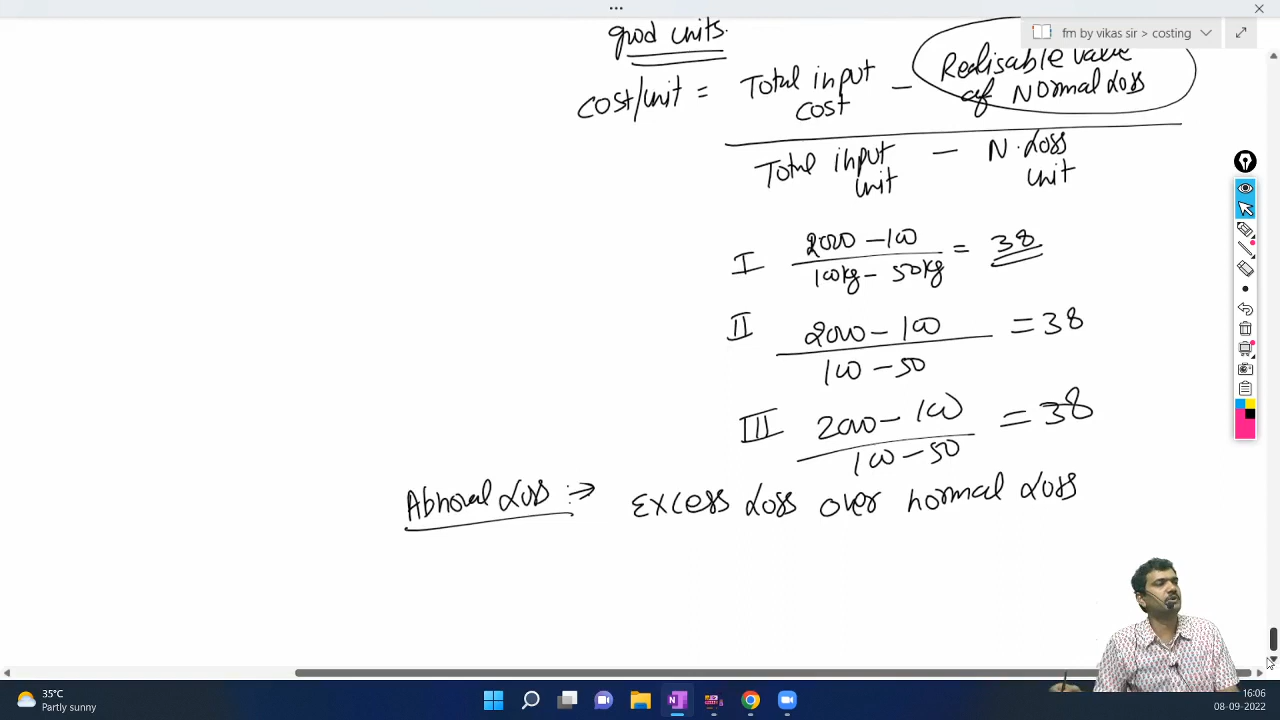 fm by vikas sir > costing
good units.
cost/unit = Total input cost – Realisable value of Normal Loss
Total input unit – N. Loss unit
I 2000 – 100 = 38
100kg – 50kg
II 2000 – 100 = 38
100 – 50
III 2000 – 100 = 38
100 – 50
Abnoral Loss :→ Excess Loss over normal Loss
35°C
Partly sunny
16:06
08-09-2022